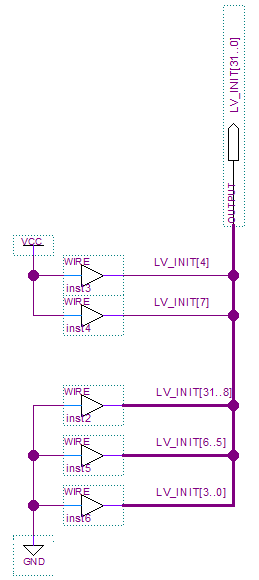 LV_INIT[31..0]
OUTPUT
VCC
WIRE
LV_INIT[4]
inst3
WIRE
LV_INIT[7]
inst4
WIRE
LV_INIT[31..8]
inst2
WIRE
LV_INIT[6..5]
inst5
WIRE
LV_INIT[3..0]
inst6
GND